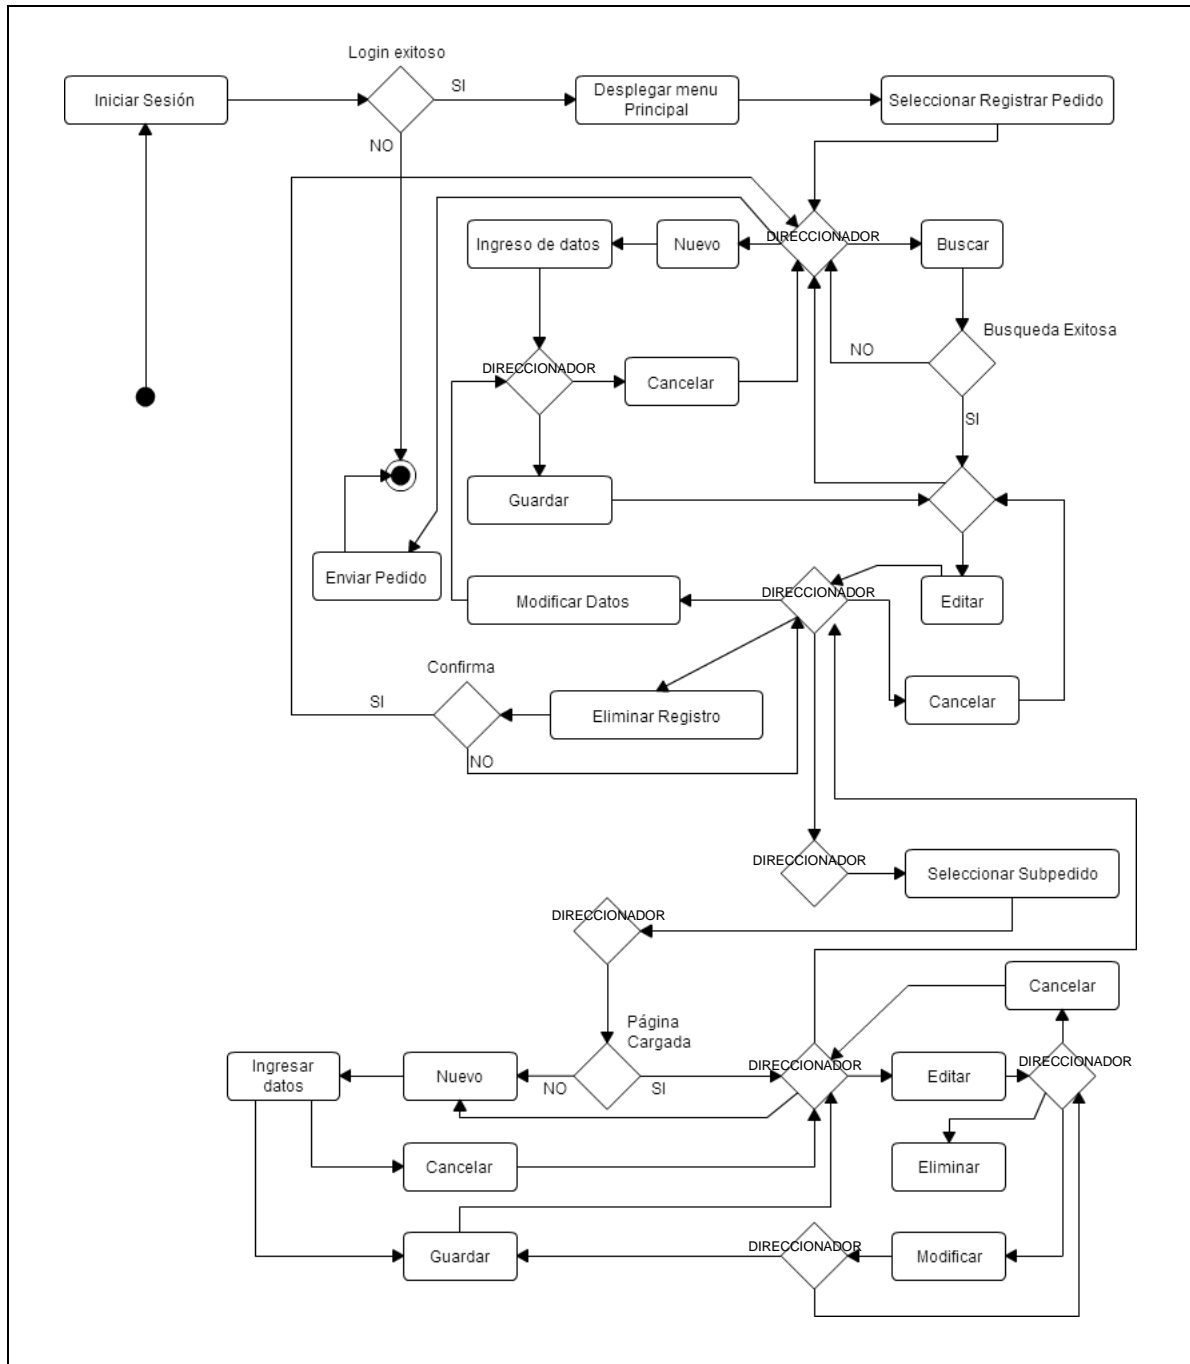 Login exitoso
Iniciar Sesión
SI
Desplegar menu
Principal
Seleccionar Registrar Pedido
NO
Ingreso de datos
Nuevo
DIRECCIONADOR
Buscar
Busqueda Exitosa
NO
DIRECCIONADOR
Cancelar
SI
Guardar
Enviar Pedido
Modificar Datos
DIRECCIONADOR
Editar
Confirma
SI
Eliminar Registro
Cancelar
NO
DIRECCIONADOR
Seleccionar Subpedido
DIRECCIONADOR
Cancelar
Página
Cargada
Ingresar
datos
Nuevo
NO
SI
DIRECCIONADOR
Editar
DIRECCIONADOR
Cancelar
Eliminar
Guardar
DIRECCIONADOR
Modificar